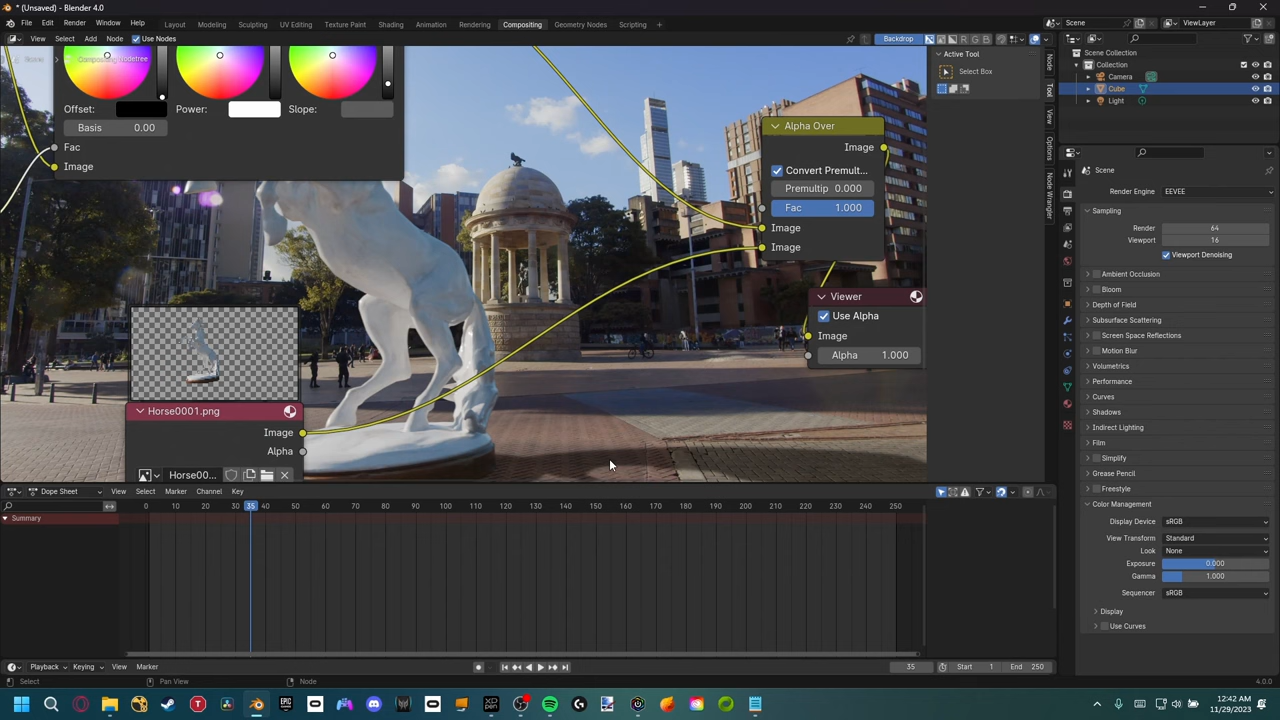 * (Unsaved) - Blender 4.0
File Edit Render Window Help Layout Modeling Sculpting UV Editing Texture Paint Shading Animation Rendering Compositing Geometry Nodes Scripting + Scene ViewLayer
View Select Add Node Use Nodes Backdrop R G B
Compositing Nodetree
Offset: Power: Slope:
Basis 0.00
Fac
Image
Alpha Over
Image
Convert Premult...
Premultip 0.000
Fac 1.000
Image
Image
Viewer
Use Alpha
Image
Alpha 1.000
Horse0001.png
Image
Alpha
Horse00...
Active Tool
Select Box
Node
Tool
View
Options
Node Wrangler
Scene Collection
Collection
Camera
Cube
Light
Scene
Render Engine EEVEE
Sampling
Render 64
Viewport 16
Viewport Denoising
Ambient Occlusion
Bloom
Depth of Field
Subsurface Scattering
Screen Space Reflections
Motion Blur
Volumetrics
Performance
Curves
Shadows
Indirect Lighting
Film
Simplify
Grease Pencil
Freestyle
Color Management
Display Device sRGB
View Transform Standard
Look None
Exposure 0.000
Gamma 1.000
Sequencer sRGB
Display
Use Curves
Dope Sheet View Select Marker Channel Key
0 10 20 30 35 40 50 60 70 80 90 100 110 120 130 140 150 160 170 180 190 200 210 220 230 240 250
Summary
Playback Keying View Marker 35 Start 1 End 250
Select Pan View Node 4.0.0
12:42 AM
11/29/2023